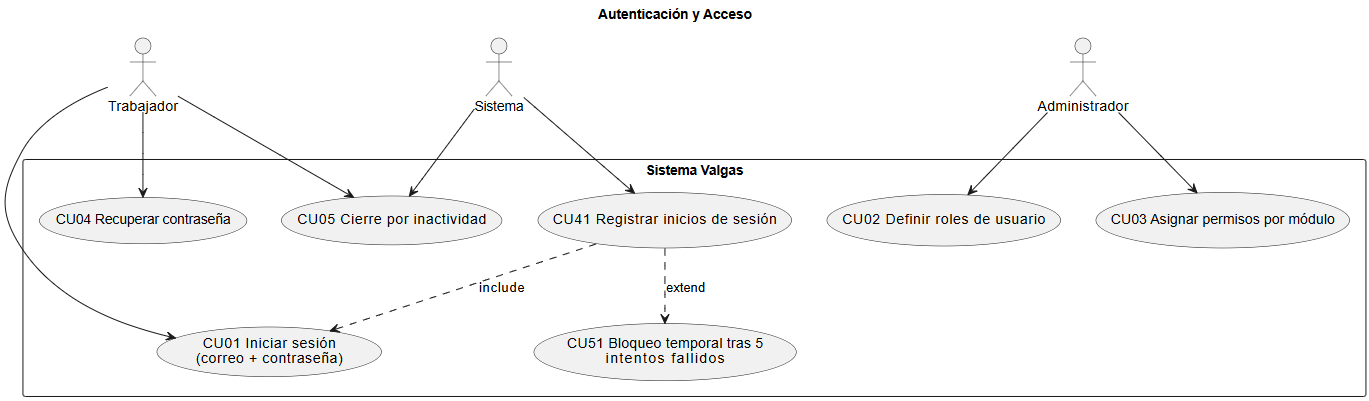 Autenticación y Acceso
Trabajador
Sistema
Administrador
Sistema Valgas
CU04 Recuperar contraseña
CU05 Cierre por inactividad
CU41 Registrar inicios de sesión
CU02 Definir roles de usuario
CU03 Asignar permisos por módulo
include
extend
CU01 Iniciar sesión
(correo + contraseña)
CU51 Bloqueo temporal tras 5
intentos fallidos